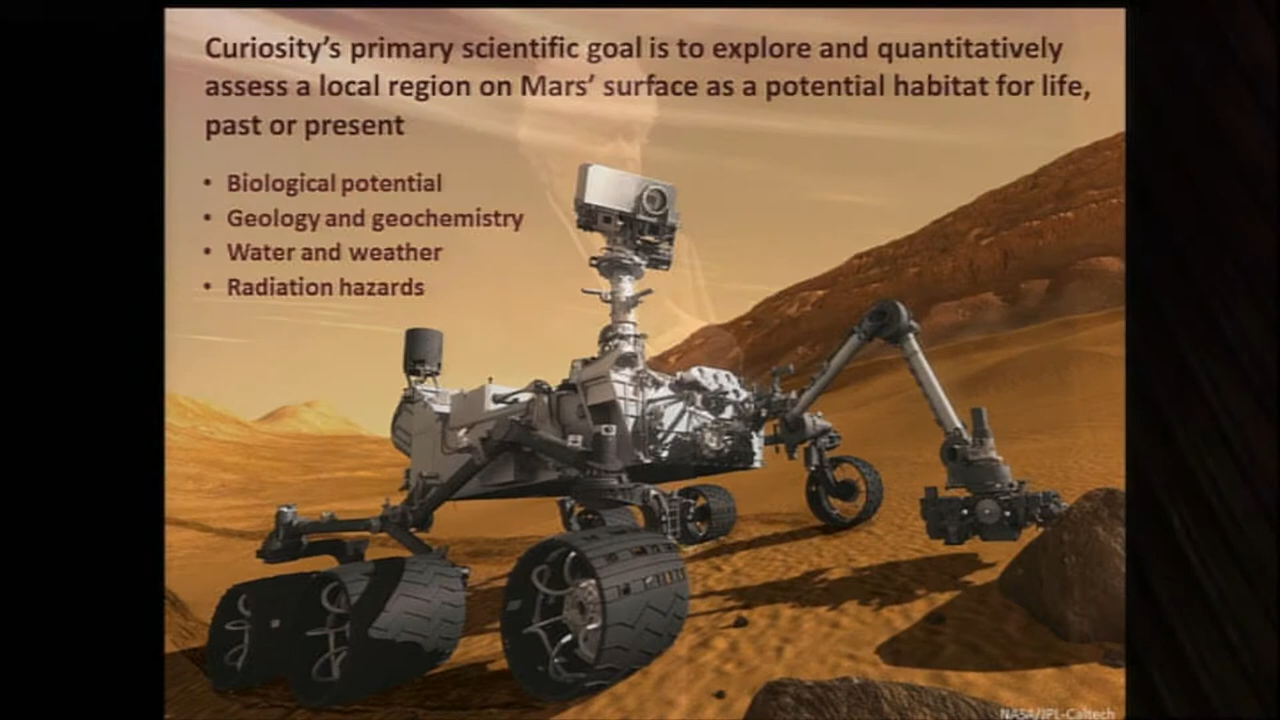 Curiosity’s primary scientific goal is to explore and quantitatively
assess a local region on Mars’ surface as a potential habitat for life,
past or present
• Biological potential
• Geology and geochemistry
• Water and weather
• Radiation hazards
NASA/JPL-Caltech